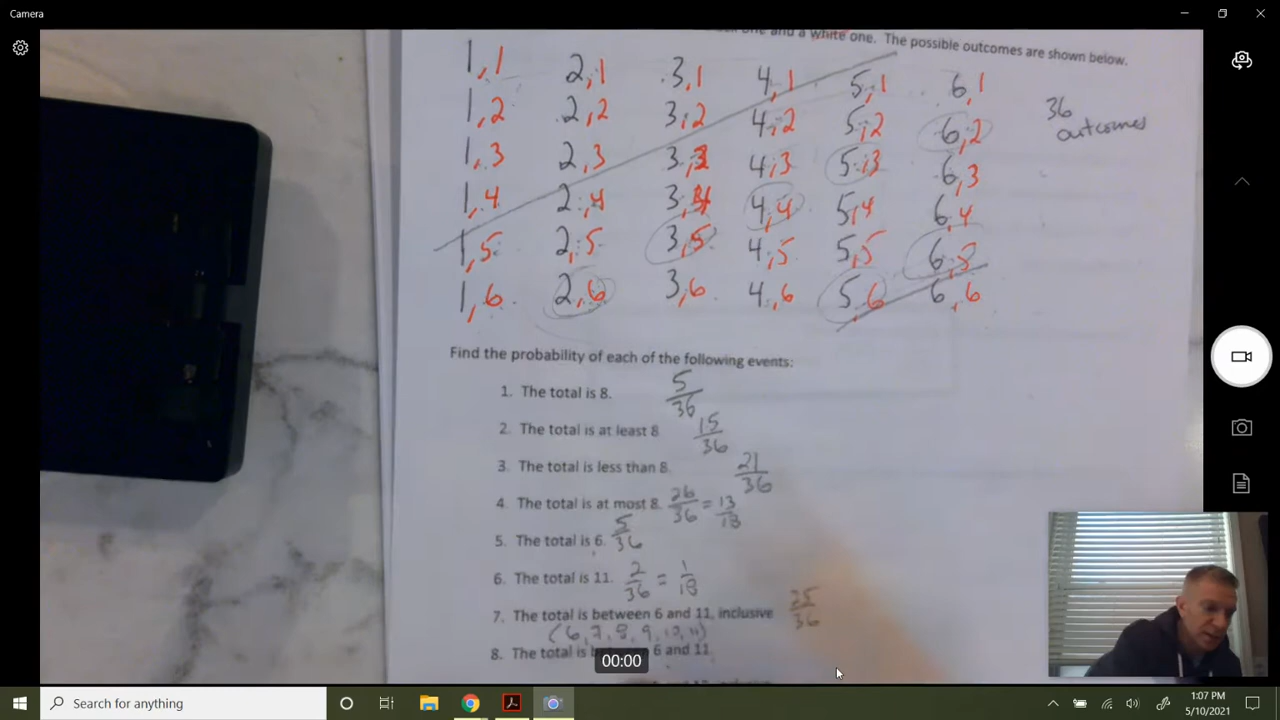 Camera
one and a white one. The possible outcomes are shown below.
1,1 2,1 3,1 4,1 5,1 6,1
1,2 2,2 3,2 4,2 5,2 6,2
36 outcomes
1,3 2,3 3,3 4,3 5,3 6,3
1,4 2,4 3,4 4,4 5,4 6,4
1,5 2,5 3,5 4,5 5,5 6,5
1,6 2,6 3,6 4,6 5,6 6,6
Find the probability of each of the following events:
1. The total is 8. 5/36
2. The total is at least 8 15/36
3. The total is less than 8. 21/36
4. The total is at most 8. 26/36 = 13/18
5. The total is 6. 5/36
6. The total is 11. 2/36 = 1/18
7. The total is between 6 and 11, inclusive 25/36
(6, 7, 8, 9, 10, 11)
8. The total is between 6 and 11.
00:00
Search for anything
1:07 PM
5/10/2021